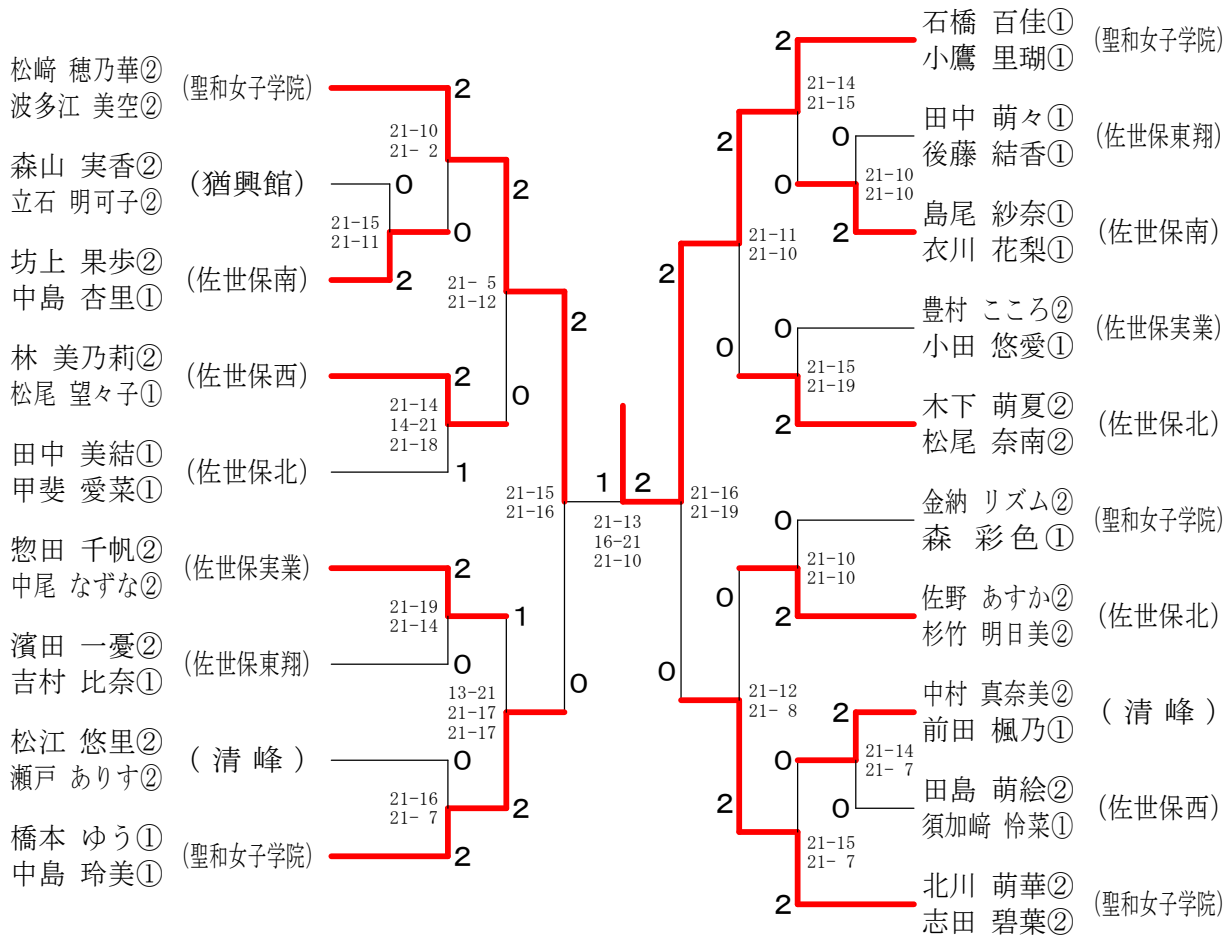 松﨑 穂乃華②
波多江 美空②
(聖和女子学院)
2
21-10
21- 2
森山 実香②
立石 明可子②
(猶興館)
0
21-15
21-11
0
坊上 果歩②
中島 杏里①
(佐世保南)
2
2
21- 5
21-12
林 美乃莉②
松尾 望々子①
(佐世保西)
2
21-14
14-21
21-18
0
田中 美結①
甲斐 愛菜①
(佐世保北)
1
2
21-15
21-16
惣田 千帆②
中尾 なずな②
(佐世保実業)
2
21-19
21-14
1
濱田 一憂②
吉村 比奈①
(佐世保東翔)
0
13-21
21-17
21-17
0
松江 悠里②
瀬戸 ありす②
(清峰)
0
21-16
21- 7
2
橋本 ゆう①
中島 玲美①
(聖和女子学院)
2
1
2
21-13
16-21
21-10
石橋 百佳①
小鷹 里瑚①
(聖和女子学院)
2
21-14
21-15
2
田中 萌々①
後藤 結香①
(佐世保東翔)
0
21-10
21-10
0
島尾 紗奈①
衣川 花梨①
(佐世保南)
2
21-11
21-10
2
豊村 こころ②
小田 悠愛①
(佐世保実業)
0
21-15
21-19
0
木下 萌夏②
松尾 奈南②
(佐世保北)
2
21-16
21-19
金納 リズム②
森 彩色①
(聖和女子学院)
0
21-10
21-10
0
佐野 あすか②
杉竹 明日美②
(佐世保北)
2
0
21-12
21- 8
中村 真奈美②
前田 楓乃①
(清峰)
2
21-14
21- 7
0
田島 萌絵②
須加﨑 怜菜①
(佐世保西)
0
2
21-15
21- 7
北川 萌華②
志田 碧葉②
(聖和女子学院)
2